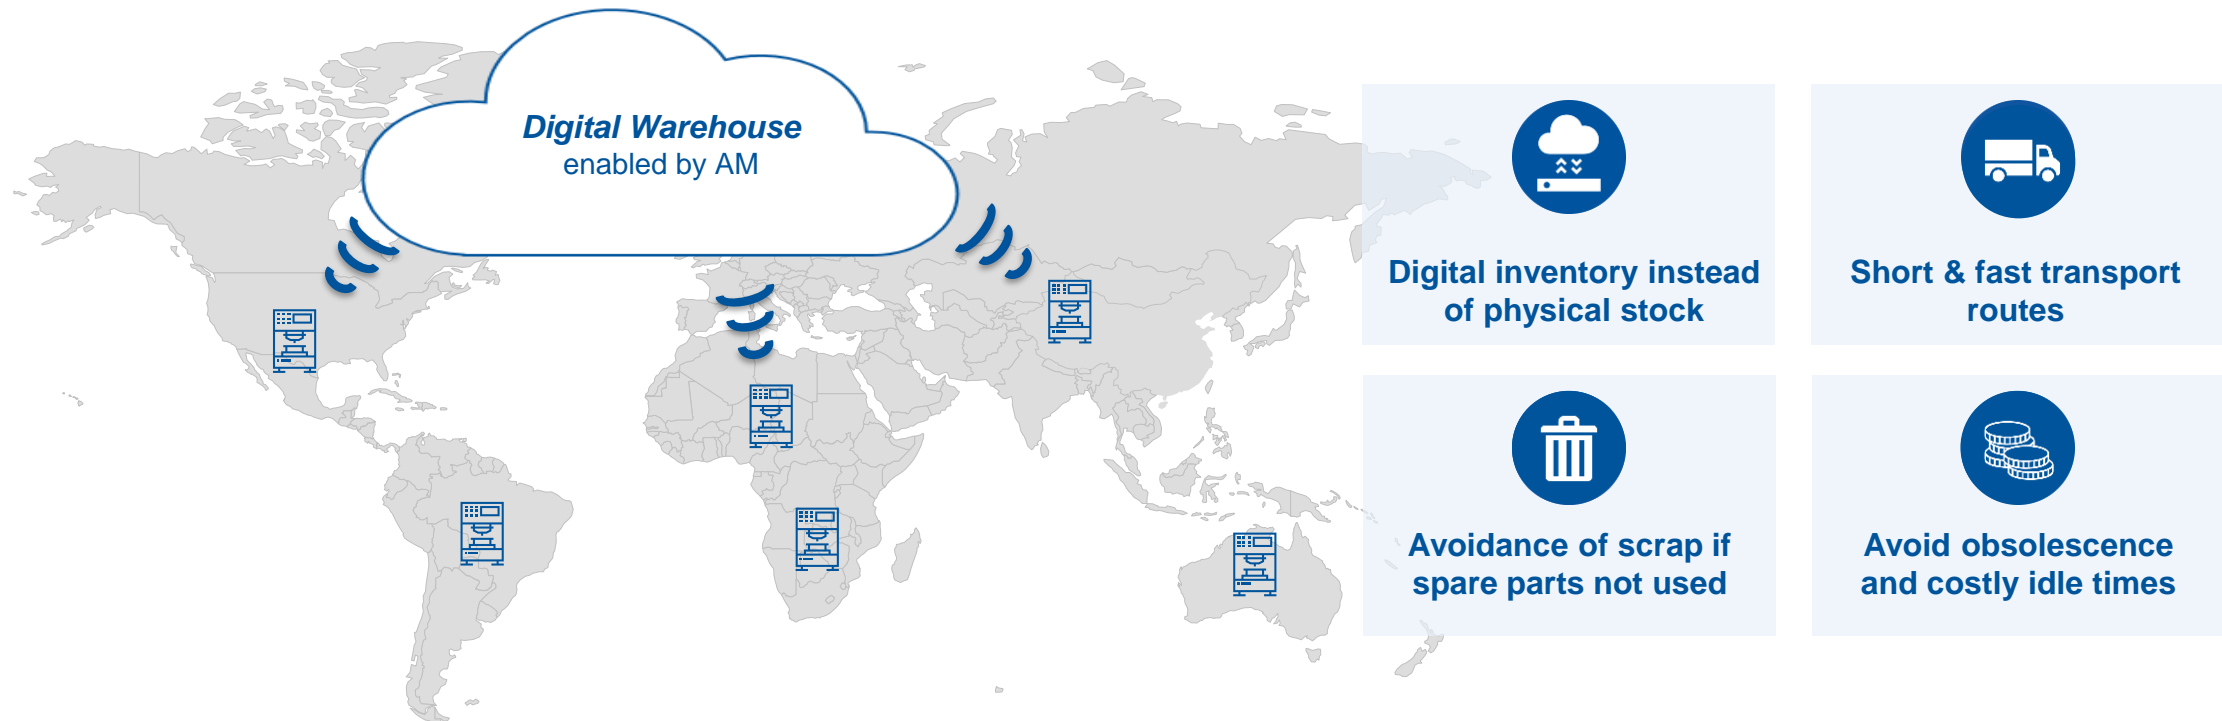 Digital Warehouse
enabled by AM
Digital inventory instead
of physical stock
Short & fast transport
routes
Avoidance of scrap if
spare parts not used
Avoid obsolescence
and costly idle times